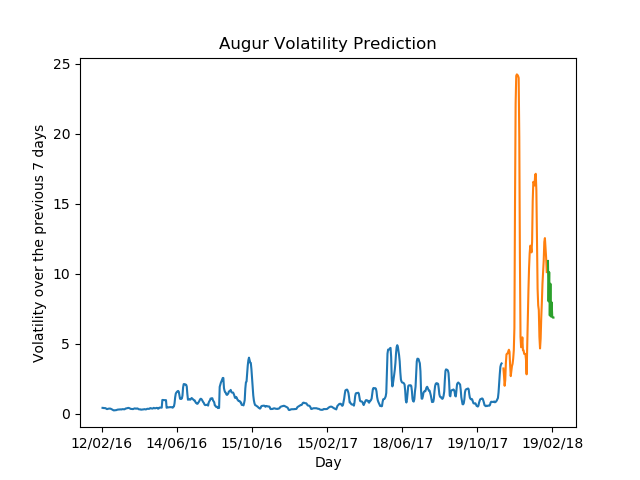 Augur Volatility Prediction
Volatility over the previous 7 days
25
20
15
10
5
0
12/02/16 14/06/16 15/10/16 15/02/17 18/06/17 19/10/17 19/02/18
Day